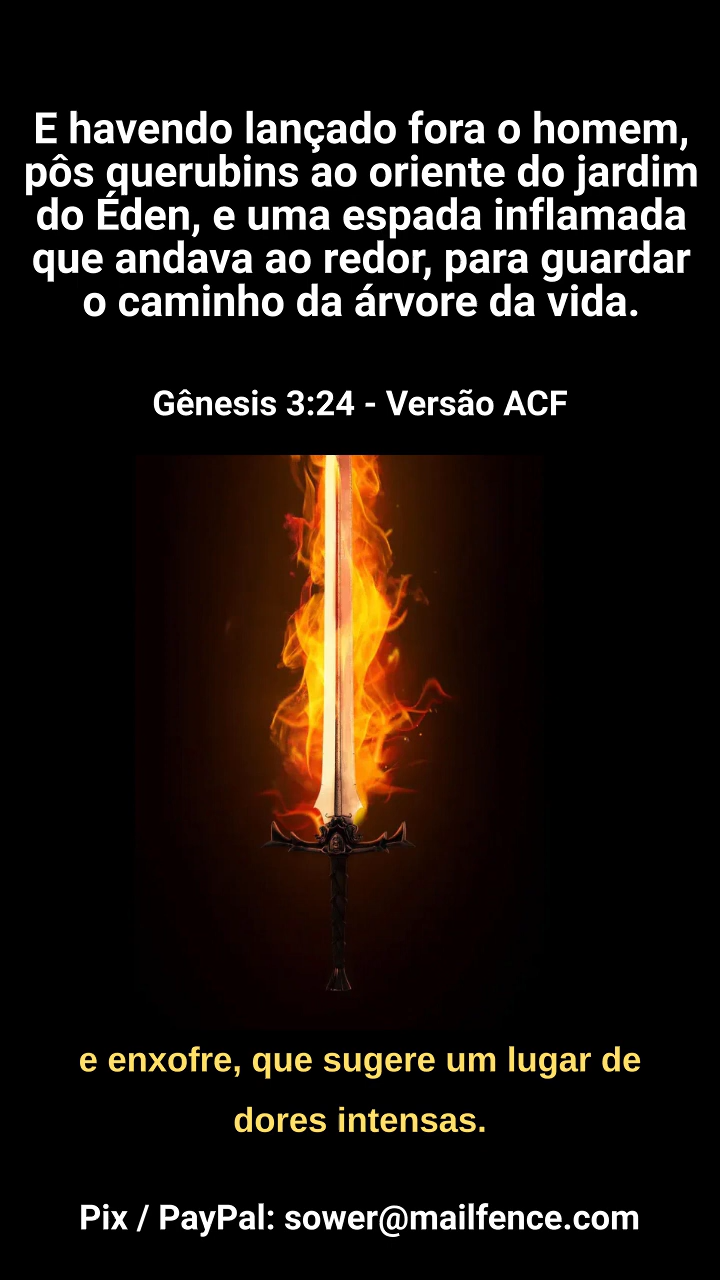 E havendo lançado fora o homem,
pôs querubins ao oriente do jardim
do Éden, e uma espada inflamada
que andava ao redor, para guardar
o caminho da árvore da vida.
Gênesis 3:24 - Versão ACF
e enxofre, que sugere um lugar de
dores intensas.
Pix / PayPal: sower@mailfence.com